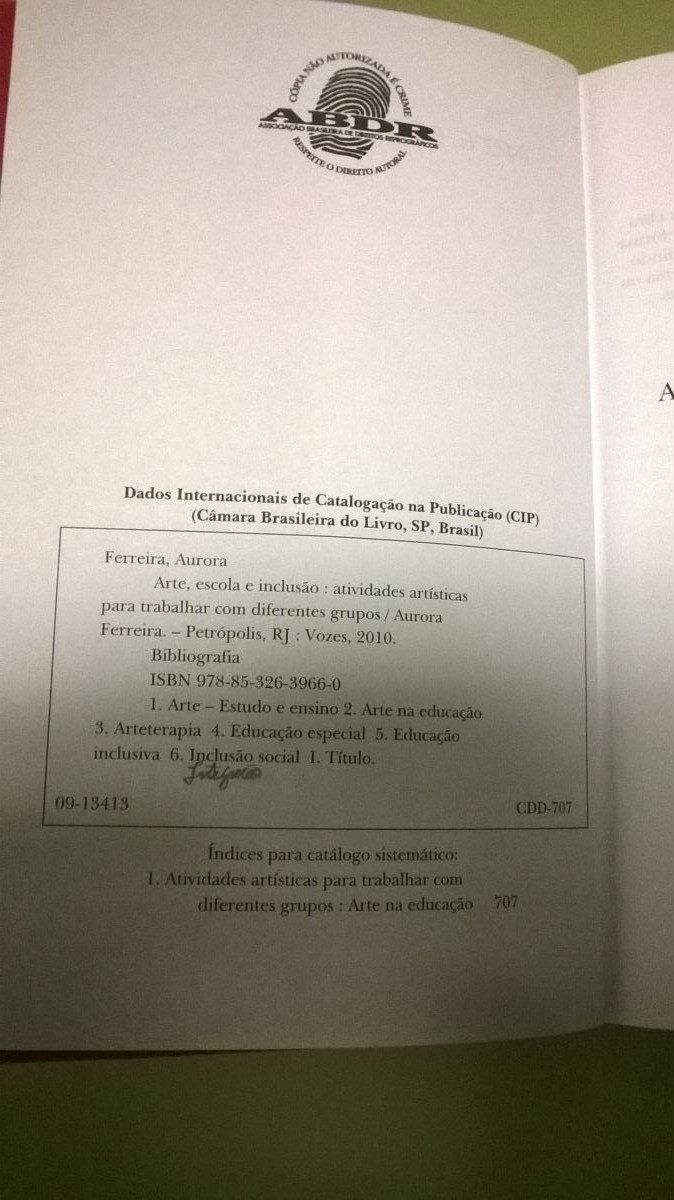 CÓPIA NÃO AUTORIZADA É CRIME
ABDR
ASSOCIAÇÃO BRASILEIRA DE DIREITOS REPROGRÁFICOS
RESPEITE O DIREITO AUTORAL
Dados Internacionais de Catalogação na Publicação (CIP)
(Câmara Brasileira do Livro, SP, Brasil)
Ferreira, Aurora
Arte, escola e inclusão : atividades artísticas
para trabalhar com diferentes grupos / Aurora
Ferreira. – Petrópolis, RJ : Vozes, 2010.
Bibliografia
ISBN 978-85-326-3966-0
1. Arte – Estudo e ensino 2. Arte na educação
3. Arteterapia 4. Educação especial 5. Educação
inclusiva 6. Inclusão social I. Título.
09-13413 CDD-707
Índices para catálogo sistemático:
1. Atividades artísticas para trabalhar com
diferentes grupos : Arte na educação 707
A